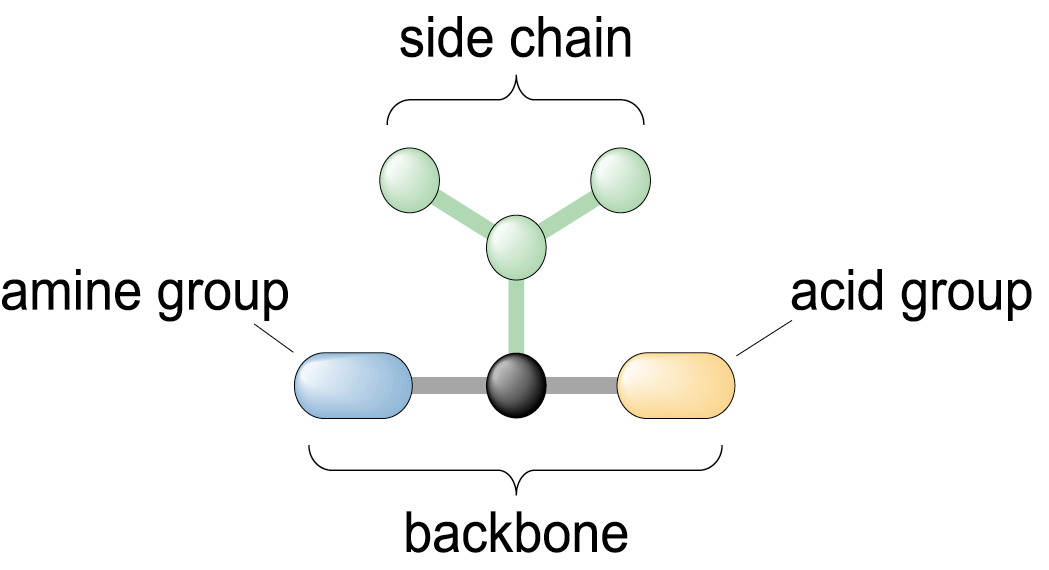 side chain
amine group
acid group
backbone